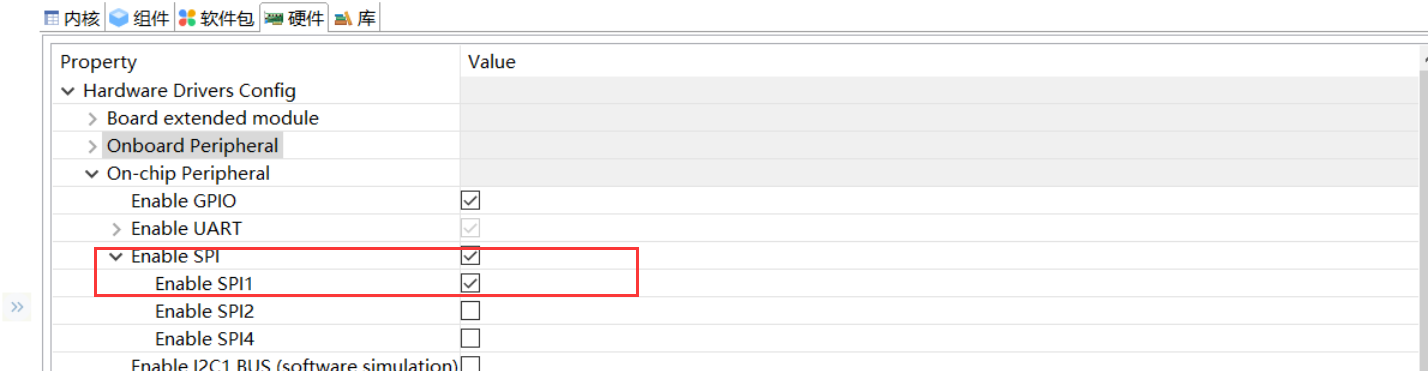 内核 组件 软件包 硬件 库
Property Value
Hardware Drivers Config
Board extended module
Onboard Peripheral
On-chip Peripheral
Enable GPIO
Enable UART
Enable SPI
Enable SPI1
Enable SPI2
Enable SPI4
Enable I2C1 BUS (software simulation)